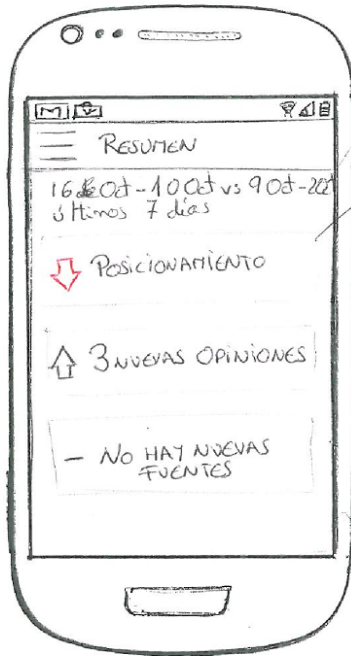 RESUMEN
16 Oct - 10 Oct vs 9 Oct - 2Oct
últimos 7 días
POSICIONAMIENTO
3 NUEVAS OPINIONES
- NO HAY NUEVAS
FUENTES